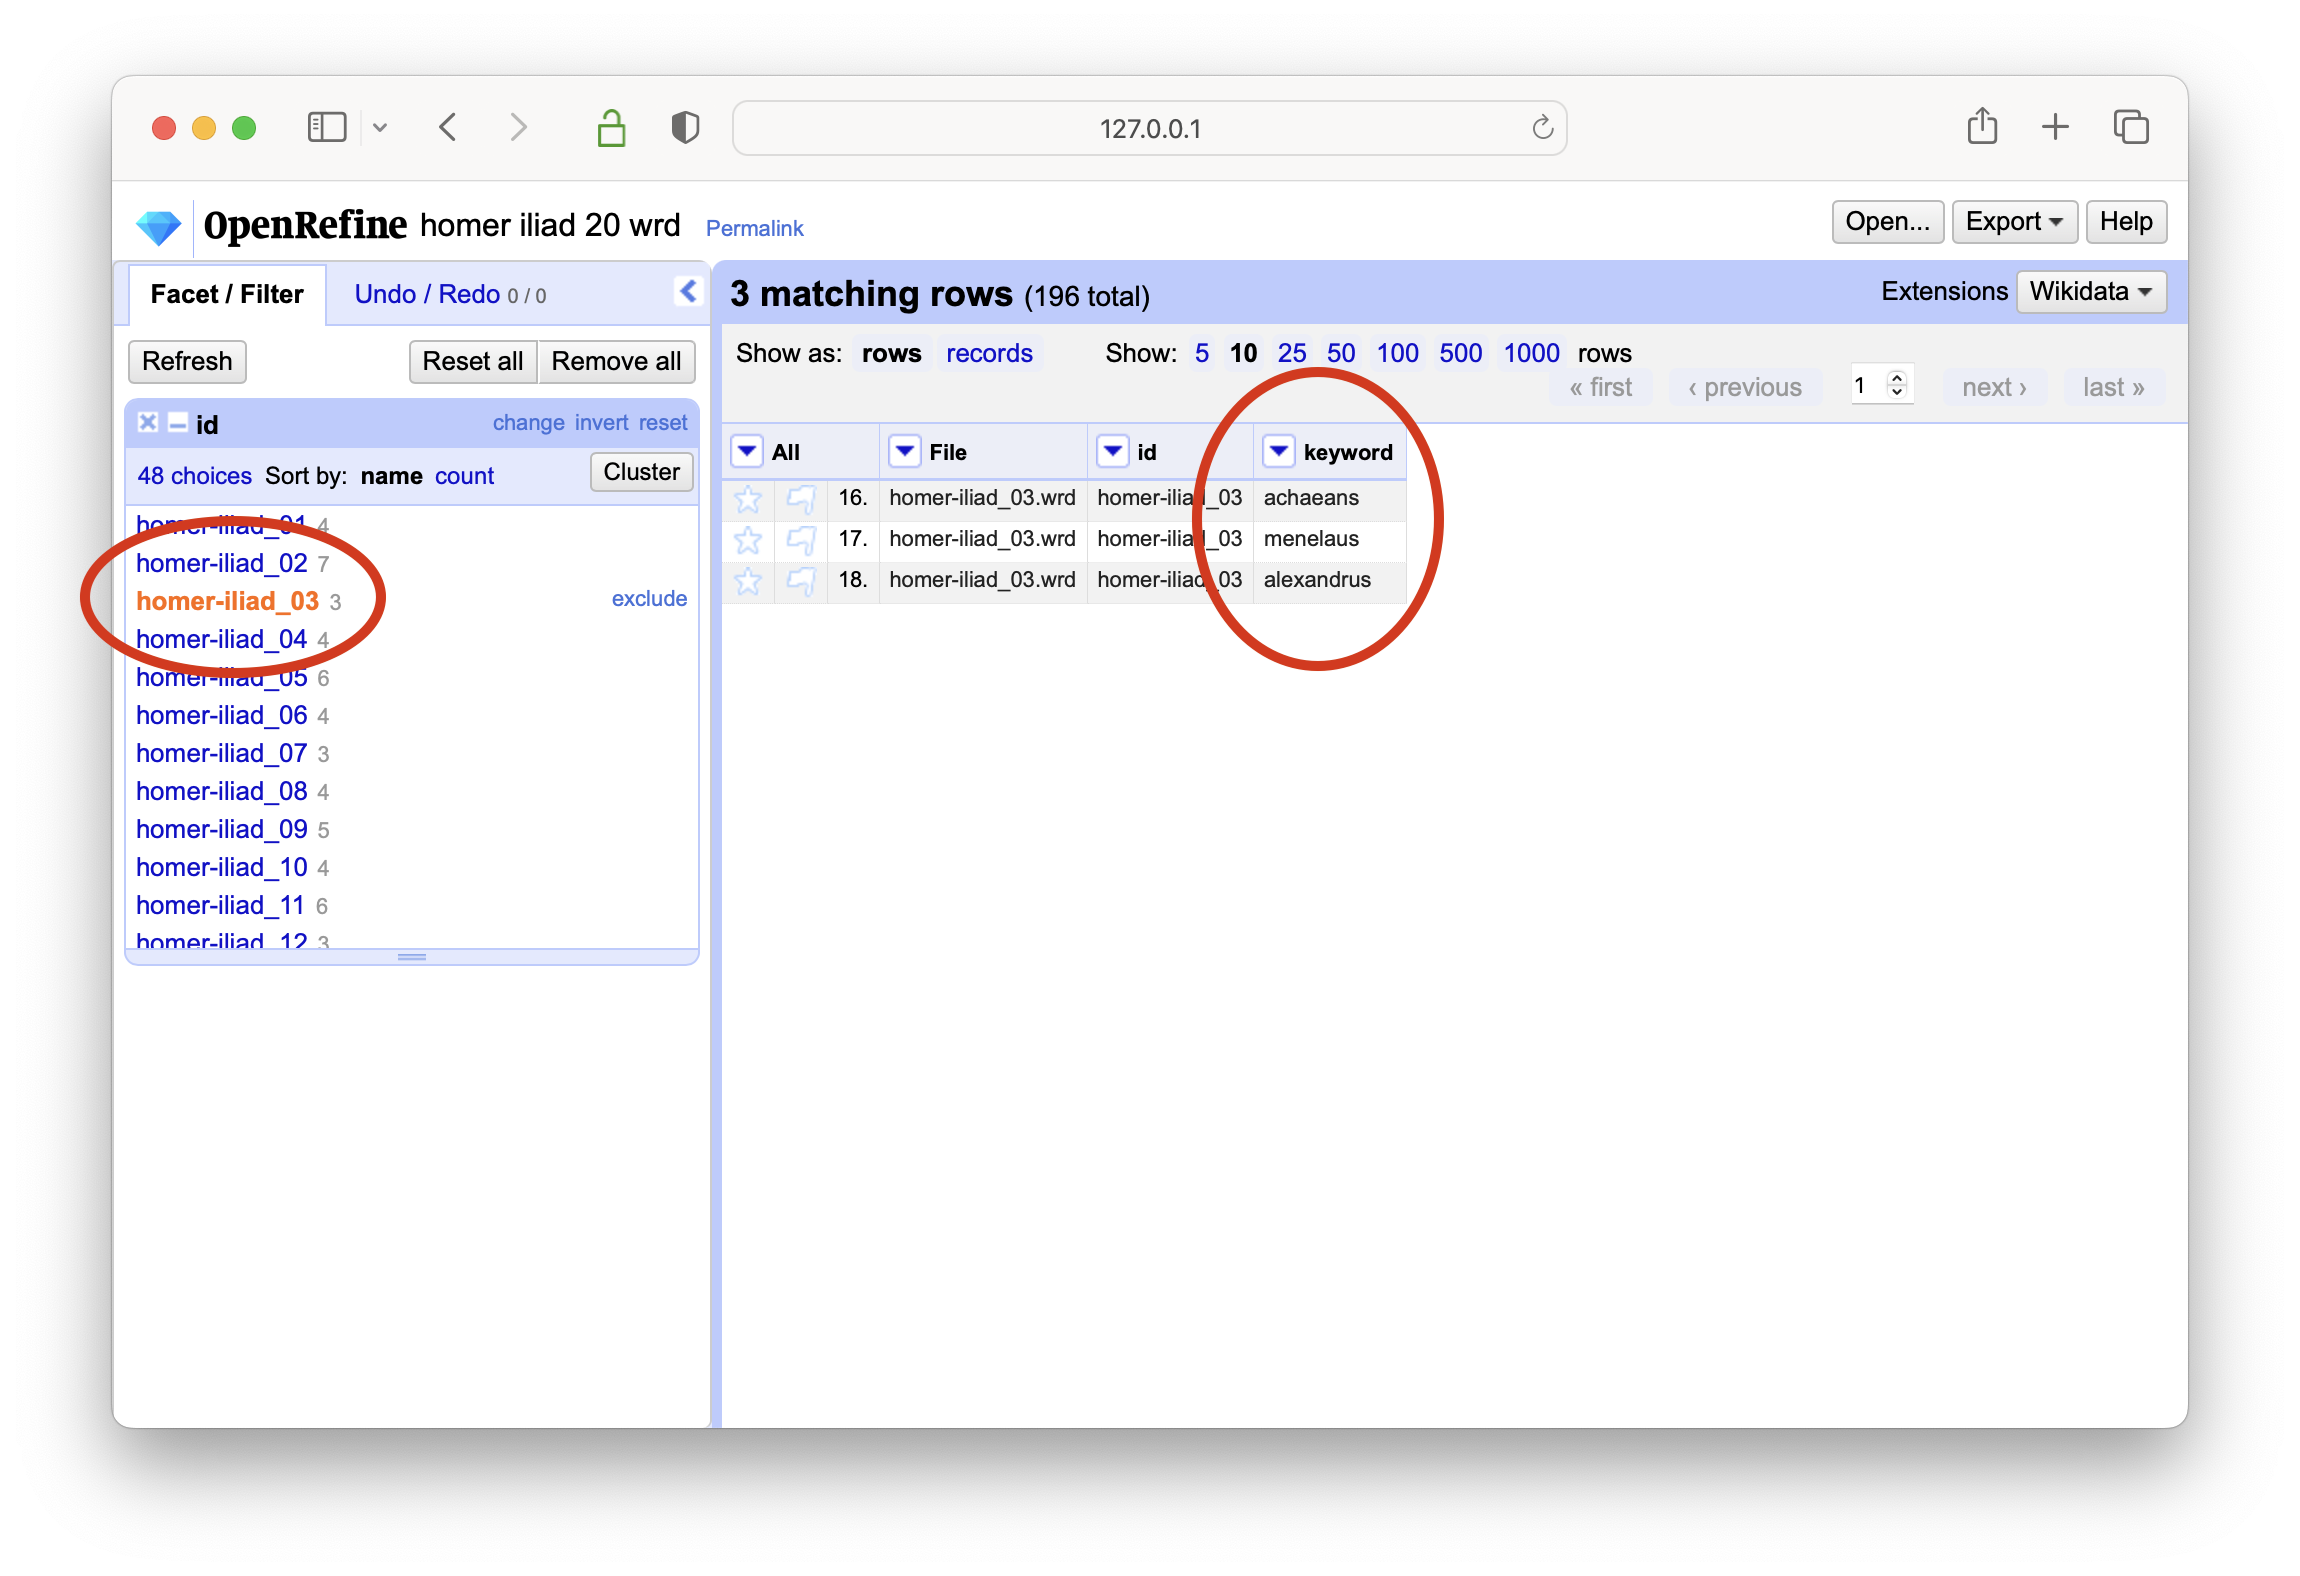 127.0.0.1
OpenRefine homer iliad 20 wrd Permalink
Open... Export Help
Facet / Filter Undo / Redo 0 / 0
Refresh Reset all Remove all
id change invert reset
48 choices Sort by: name count Cluster
homer-iliad_01 4
homer-iliad_02 7
homer-iliad_03 3 exclude
homer-iliad_04 4
homer-iliad_05 6
homer-iliad_06 4
homer-iliad_07 3
homer-iliad_08 4
homer-iliad_09 5
homer-iliad_10 4
homer-iliad_11 6
homer-iliad_12 3
3 matching rows (196 total)
Extensions Wikidata
Show as: rows records Show: 5 10 25 50 100 500 1000 rows
« first ‹ previous 1 next › last »
All File id keyword
16. homer-iliad_03.wrd homer-iliad_03 achaeans
17. homer-iliad_03.wrd homer-iliad_03 menelaus
18. homer-iliad_03.wrd homer-iliad_03 alexandrus